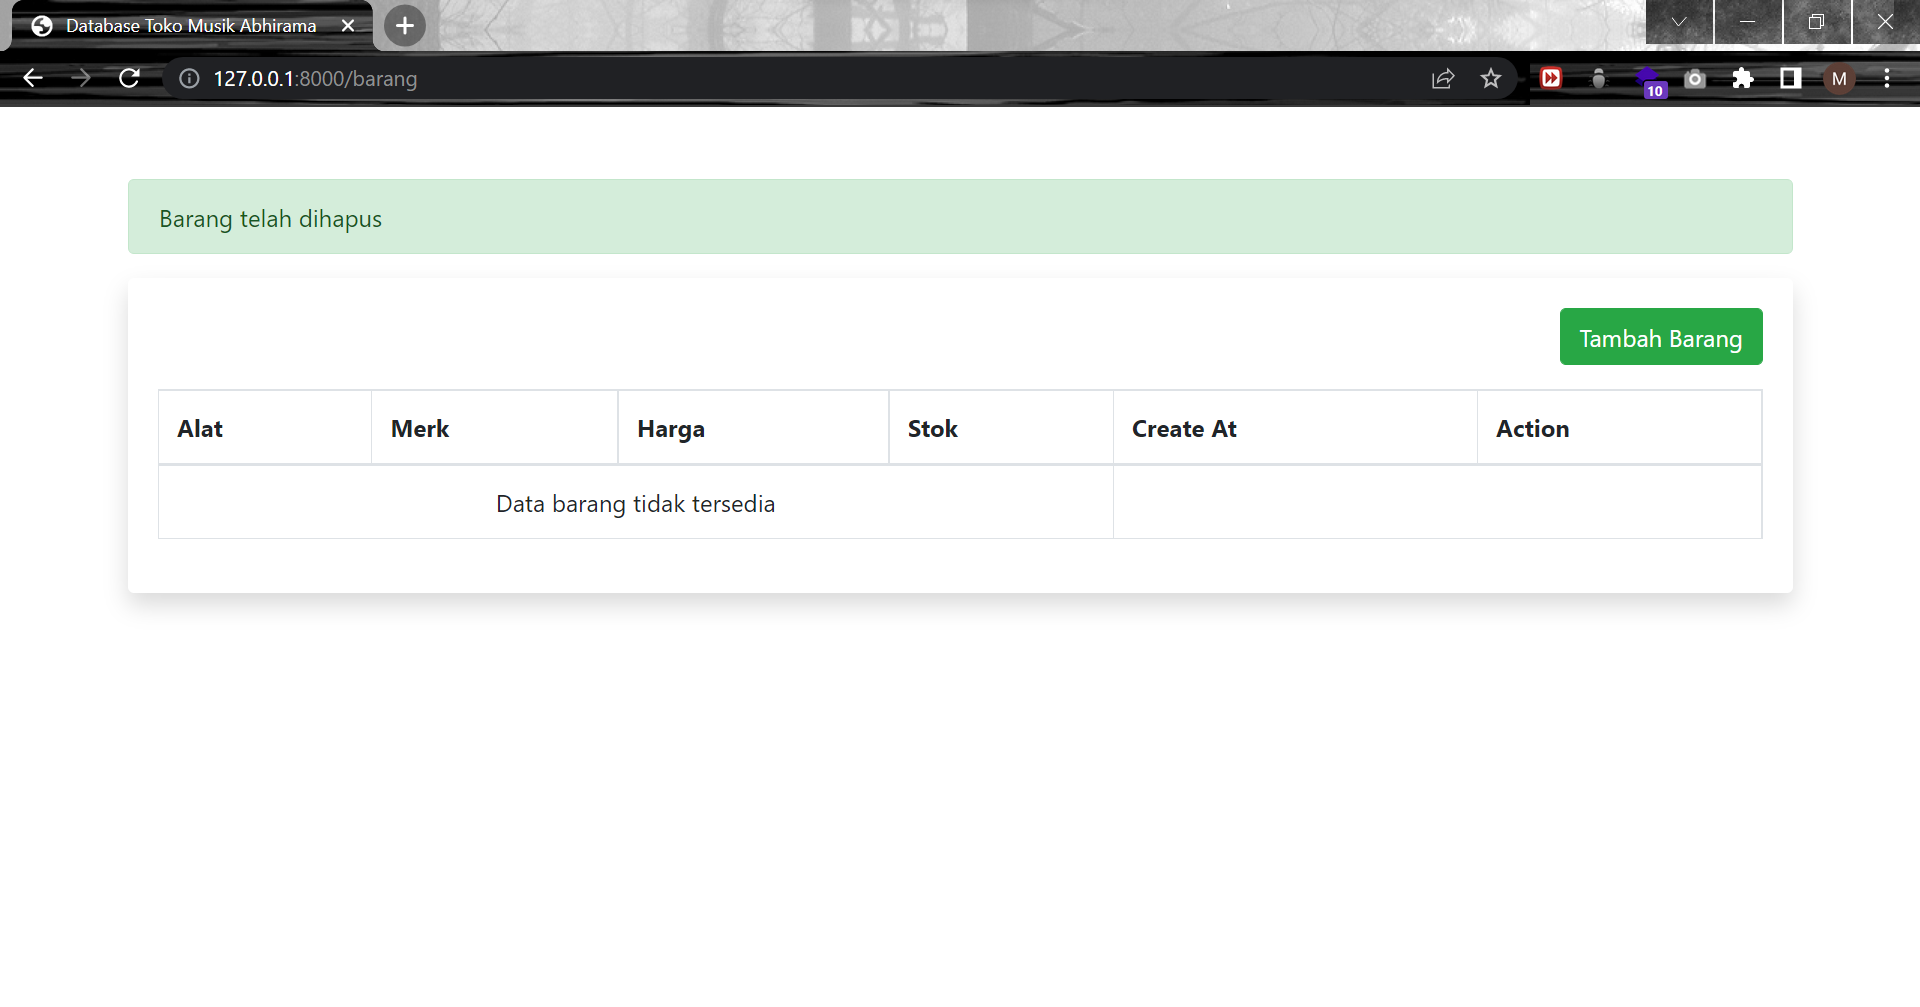 Database Toko Musik Abhirama
127.0.0.1:8000/barang
10
M
Barang telah dihapus
Tambah Barang
Alat Merk Harga Stok Create At Action
Data barang tidak tersedia